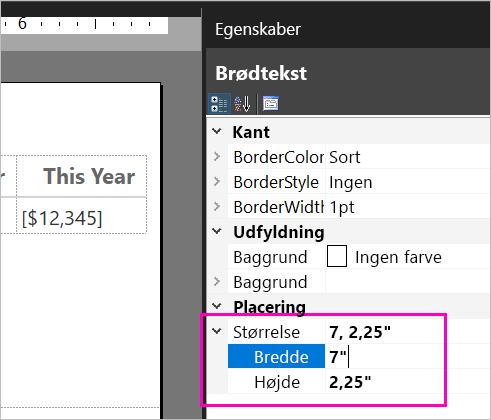 6
Egenskaber
Brødtekst
Kant
BorderColor Sort
BorderStyle Ingen
BorderWidth 1pt
Udfyldning
Baggrund Ingen farve
Baggrund
Placering
Størrelse 7, 2,25"
Bredde 7"
Højde 2,25"
r This Year
[$12,345]